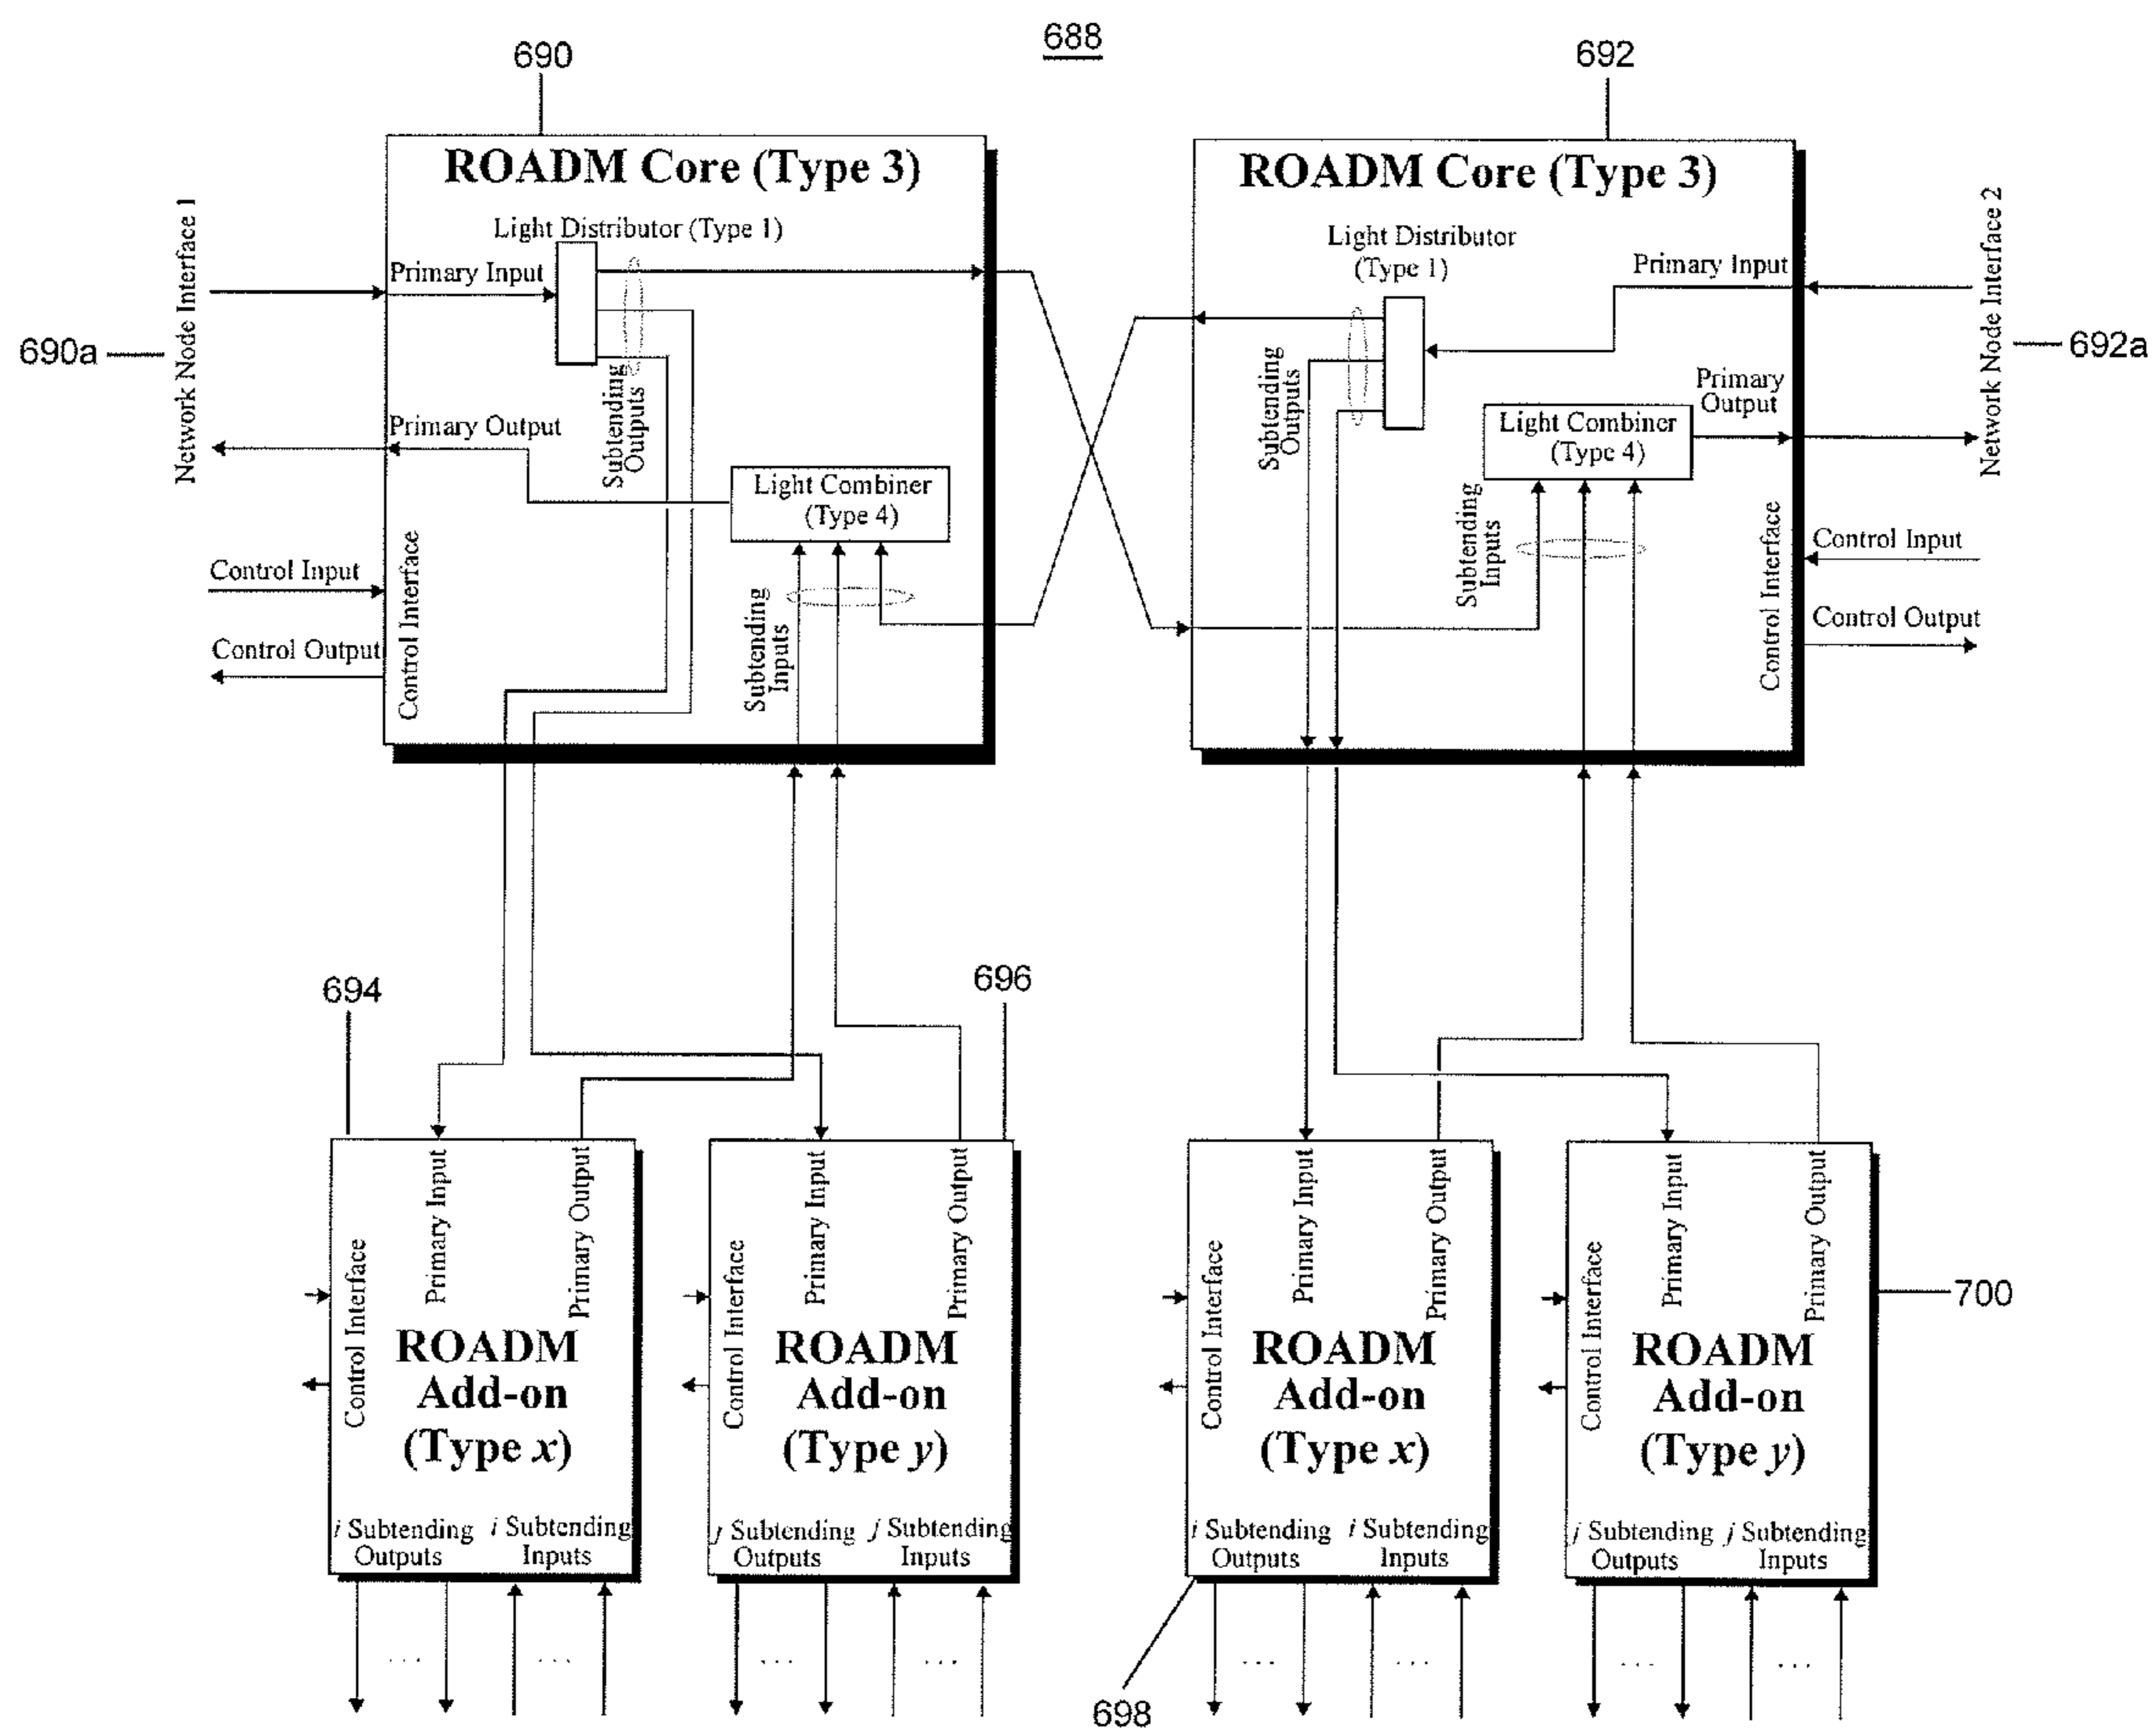 688
690
692
ROADM Core (Type 3)
Light Distributor (Type 1)
Network Node Interface 1
690a
Primary Input
Primary Output
Subtending
Outputs
Light Combiner
(Type 4)
Subtending
Inputs
Control Input
Control Output
Control Interface
ROADM Core (Type 3)
Light Distributor
(Type 1)
Primary Input
Network Node Interface 2
692a
Subtending
Outputs
Primary
Output
Light Combiner
(Type 4)
Subtending
Inputs
Control Interface
Control Input
Control Output
694
696
Control Interface
Primary Input
Primary Output
ROADM
Add-on
(Type x)
i Subtending
Outputs
i Subtending
Inputs
...
...
Control Interface
Primary Input
Primary Output
ROADM
Add-on
(Type y)
j Subtending
Outputs
j Subtending
Inputs
...
...
Control Interface
Primary Input
Primary Output
ROADM
Add-on
(Type x)
i Subtending
Outputs
i Subtending
Inputs
...
...
698
Control Interface
Primary Input
Primary Output
700
ROADM
Add-on
(Type y)
j Subtending
Outputs
j Subtending
Inputs
...
...